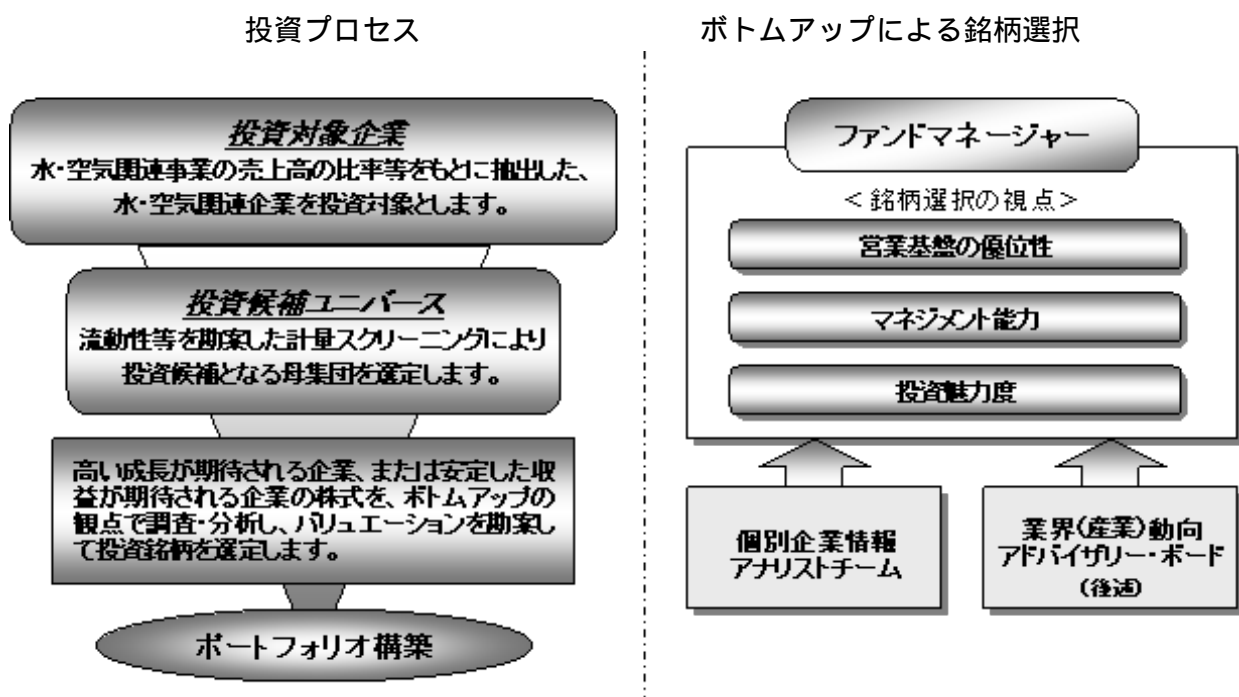 投資プロセス
投資対象企業
水・空気関連事業の売上高の比率等をもとに抽出した、
水・空気関連企業を投資対象とします。
投資候補ユニバース
流動性等を勘案した計量スクリーニングにより
投資候補となる母集団を選定します。
高い成長が期待される企業、または安定した収
益が期待される企業の株式を、ボトムアップの
観点で調査・分析し、バリュエーションを勘案し
て投資銘柄を選定します。
ポートフォリオ構築
ボトムアップによる銘柄選択
ファンドマネージャー
＜銘柄選択の視点＞
営業基盤の優位性
マネジメント能力
投資魅力度
個別企業情報
アナリストチーム
業界(産業)動向
アドバイザリー・ボード
(後述)